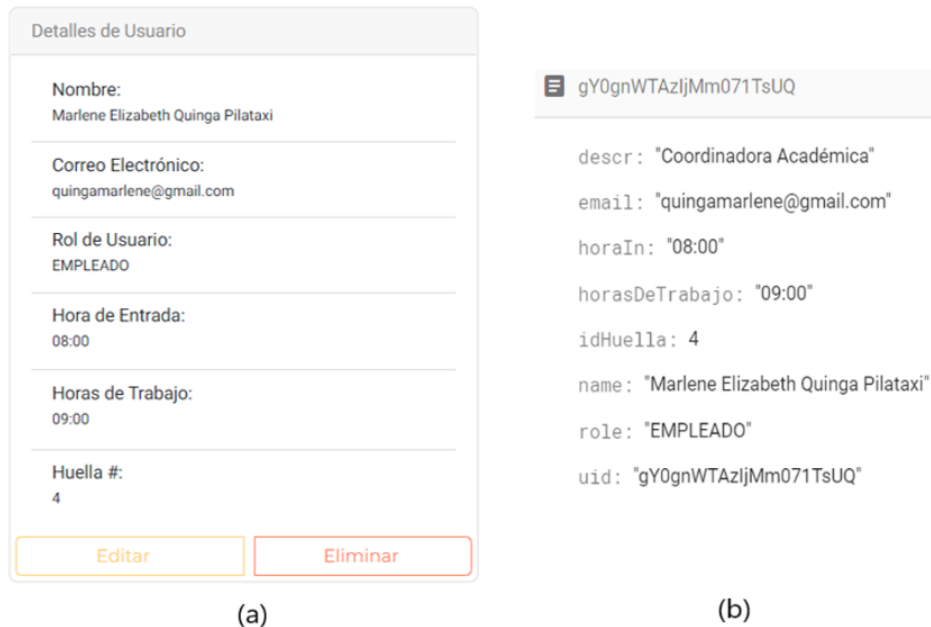 Detalles de Usuario
Nombre:
Marlene Elizabeth Quinga Pilataxi
Correo Electrónico:
quingamarlene@gmail.com
Rol de Usuario:
EMPLEADO
Hora de Entrada:
08:00
Horas de Trabajo:
09:00
Huella #:
4
Editar Eliminar
(a)
gY0gnWTAzIjMm071TsUQ
descr: "Coordinadora Académica"
email: "quingamarlene@gmail.com"
horaIn: "08:00"
horasDeTrabajo: "09:00"
idHuella: 4
name: "Marlene Elizabeth Quinga Pilataxi"
role: "EMPLEADO"
uid: "gY0gnWTAzIjMm071TsUQ"
(b)